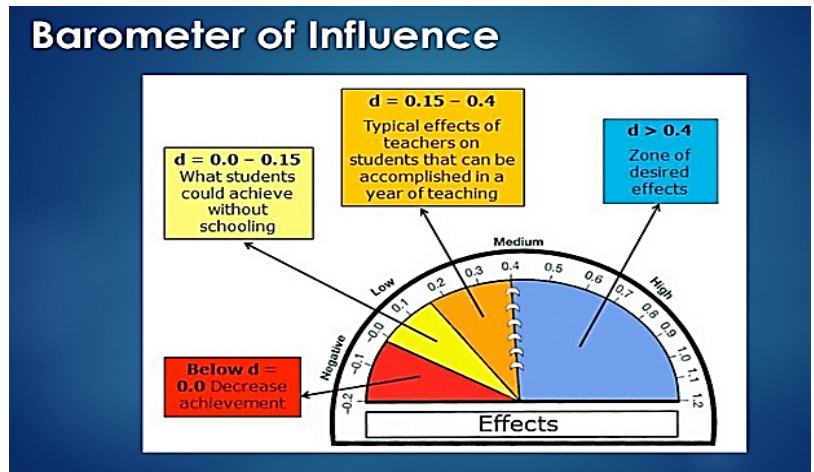 Barometer of Influence
d = 0.15 – 0.4
Typical effects of
teachers on
students that can be
accomplished in a
year of teaching
d > 0.4
Zone of
desired
effects
d = 0.0 – 0.15
What students
could achieve
without
schooling
Below d =
0.0 Decrease
achievement
Negative
Low
Medium
High
-0.2
-0.1
-0.0
0.1
0.2
0.3
0.4
0.5
0.6
0.7
0.8
0.9
1.0
1.1
1.2
Effects